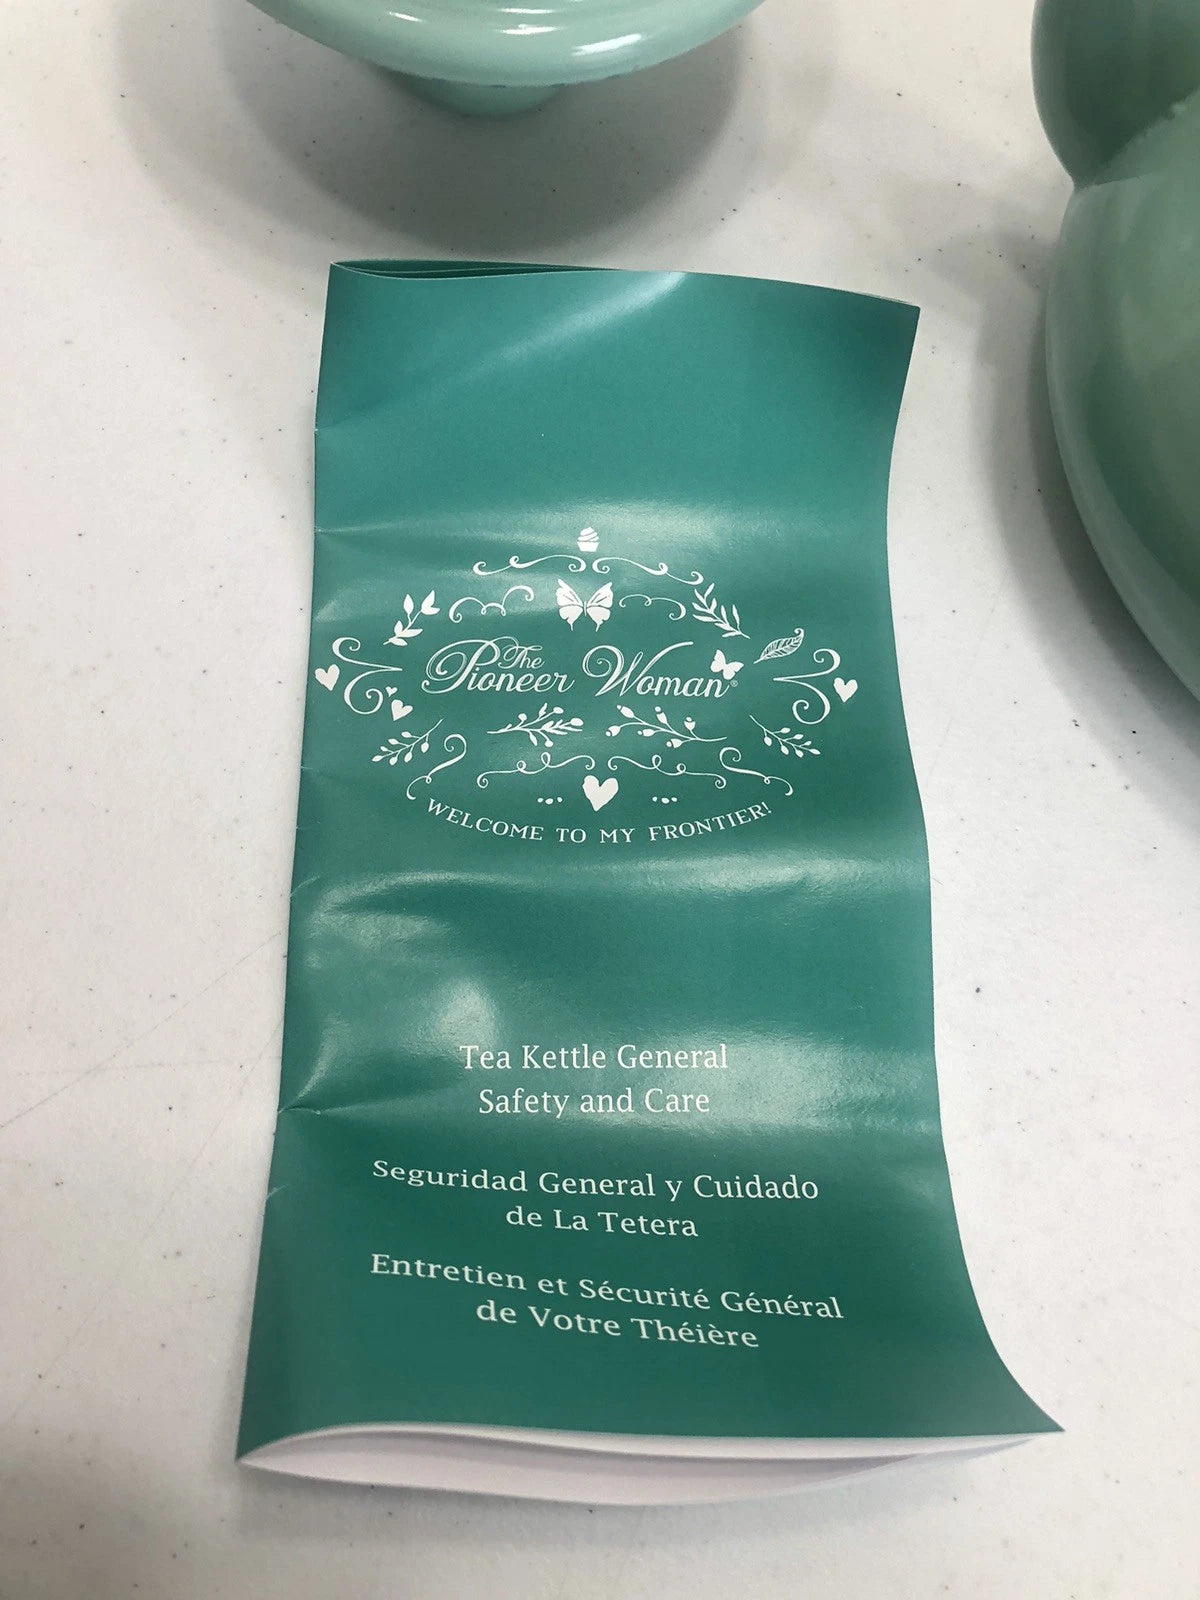 The
Pioneer Woman®
WELCOME TO MY FRONTIER!
Tea Kettle General
Safety and Care
Seguridad General y Cuidado
de La Tetera
Entretien et Sécurité Général
de Votre Théière